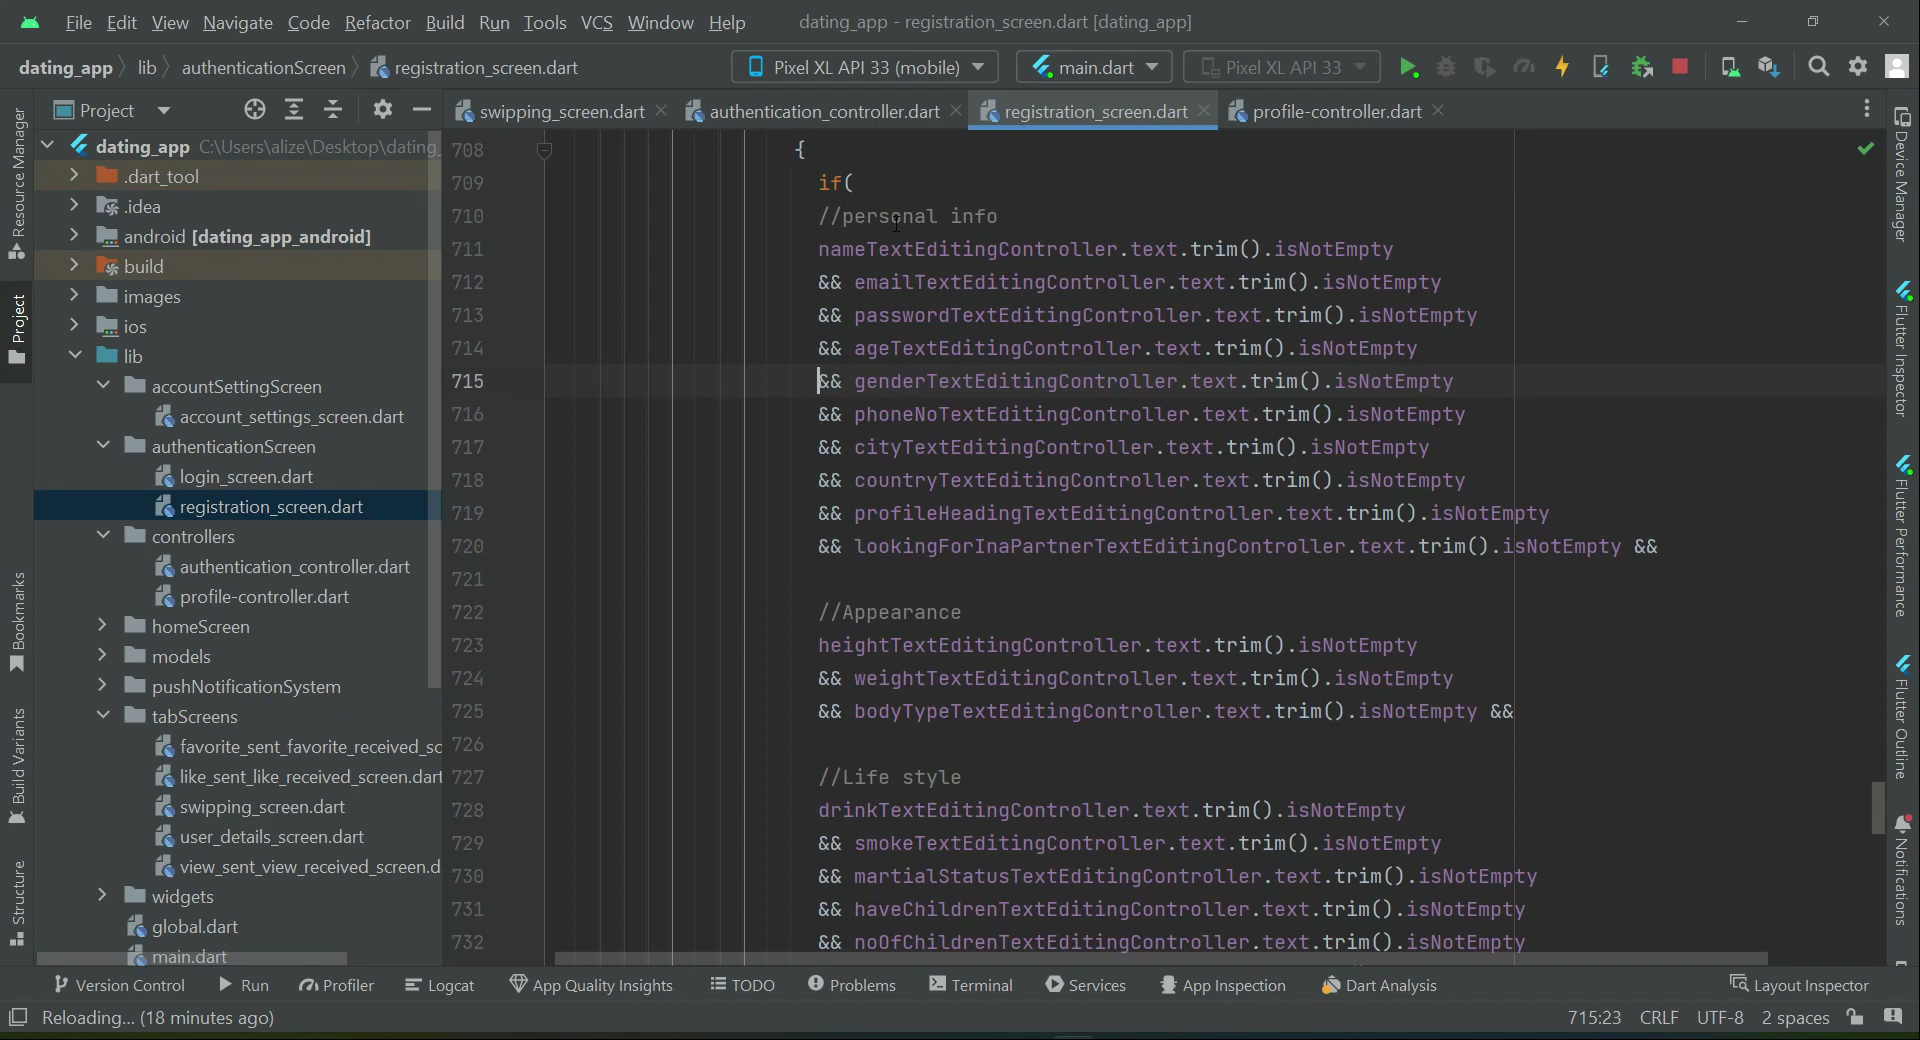 File Edit View Navigate Code Refactor Build Run Tools VCS Window Help dating_app - registration_screen.dart [dating_app]
dating_app lib authenticationScreen registration_screen.dart Pixel XL API 33 (mobile) main.dart Pixel XL API 33
Project swipping_screen.dart authentication_controller.dart registration_screen.dart profile-controller.dart
Resource Manager
Project
Bookmarks
Build Variants
Structure
dating_app C:\Users\alize\Desktop\dating_
.dart_tool
.idea
android [dating_app_android]
build
images
ios
lib
accountSettingScreen
account_settings_screen.dart
authenticationScreen
login_screen.dart
registration_screen.dart
controllers
authentication_controller.dart
profile-controller.dart
homeScreen
models
pushNotificationSystem
tabScreens
favorite_sent_favorite_received_sc
like_sent_like_received_screen.dart
swipping_screen.dart
user_details_screen.dart
view_sent_view_received_screen.d
widgets
global.dart
main.dart
708 {
709 if(
710 //personal info
711 nameTextEditingController.text.trim().isNotEmpty
712 && emailTextEditingController.text.trim().isNotEmpty
713 && passwordTextEditingController.text.trim().isNotEmpty
714 && ageTextEditingController.text.trim().isNotEmpty
715 && genderTextEditingController.text.trim().isNotEmpty
716 && phoneNoTextEditingController.text.trim().isNotEmpty
717 && cityTextEditingController.text.trim().isNotEmpty
718 && countryTextEditingController.text.trim().isNotEmpty
719 && profileHeadingTextEditingController.text.trim().isNotEmpty
720 && lookingForInaPartnerTextEditingController.text.trim().isNotEmpty &&
721
722 //Appearance
723 heightTextEditingController.text.trim().isNotEmpty
724 && weightTextEditingController.text.trim().isNotEmpty
725 && bodyTypeTextEditingController.text.trim().isNotEmpty &&
726
727 //Life style
728 drinkTextEditingController.text.trim().isNotEmpty
729 && smokeTextEditingController.text.trim().isNotEmpty
730 && martialStatusTextEditingController.text.trim().isNotEmpty
731 && haveChildrenTextEditingController.text.trim().isNotEmpty
732 && noOfChildrenTextEditingController.text.trim().isNotEmpty
Device Manager
Flutter Inspector
Flutter Performance
Flutter Outline
Notifications
Version Control Run Profiler Logcat App Quality Insights TODO Problems Terminal Services App Inspection Dart Analysis Layout Inspector
Reloading... (18 minutes ago) 715:23 CRLF UTF-8 2 spaces